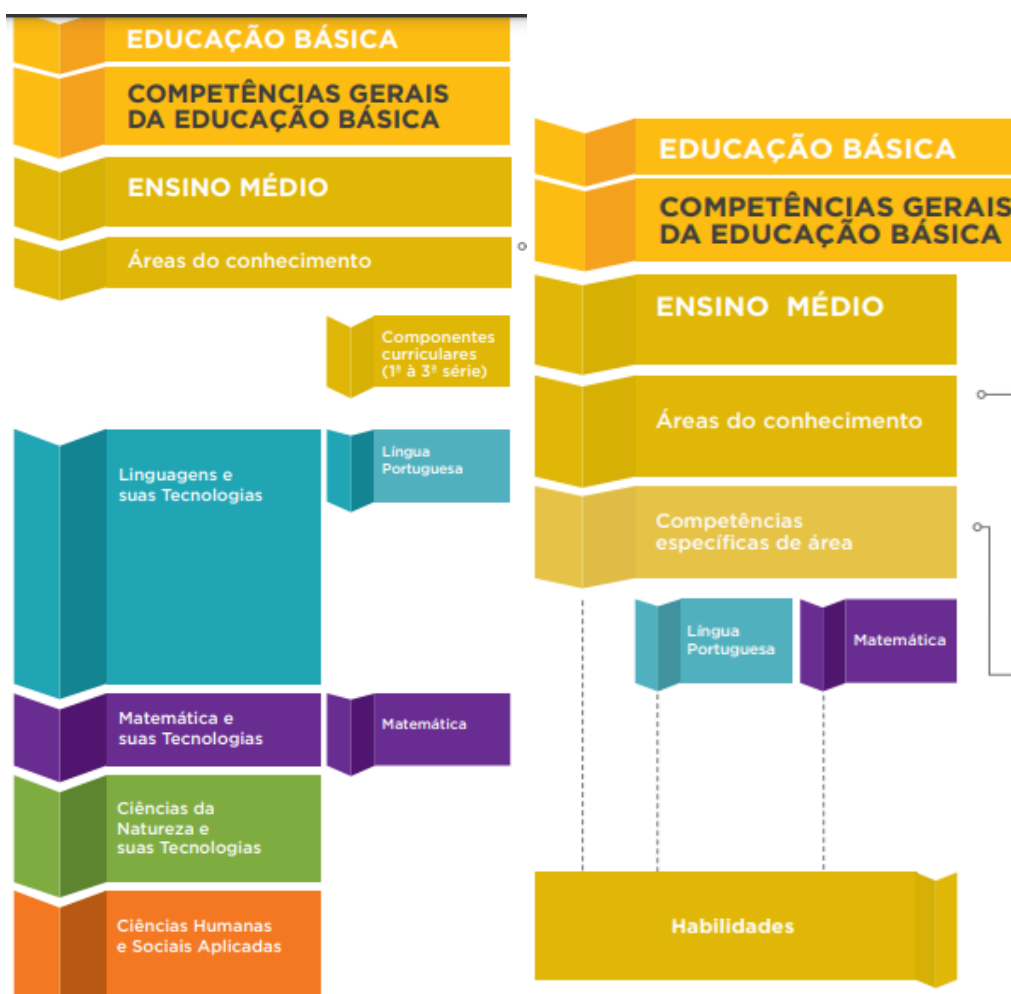 EDUCAÇÃO BÁSICA
COMPETÊNCIAS GERAIS
DA EDUCAÇÃO BÁSICA
ENSINO MÉDIO
Áreas do conhecimento
Componentes
curriculares
(1ª à 3ª série)
Linguagens e
suas Tecnologias
Língua
Portuguesa
Matemática e
suas Tecnologias
Matemática
Ciências da
Natureza e
suas Tecnologias
Ciências Humanas
e Sociais Aplicadas
EDUCAÇÃO BÁSICA
COMPETÊNCIAS GERAIS
DA EDUCAÇÃO BÁSICA
ENSINO MÉDIO
Áreas do conhecimento
Competências
específicas de área
Língua
Portuguesa
Matemática
Habilidades